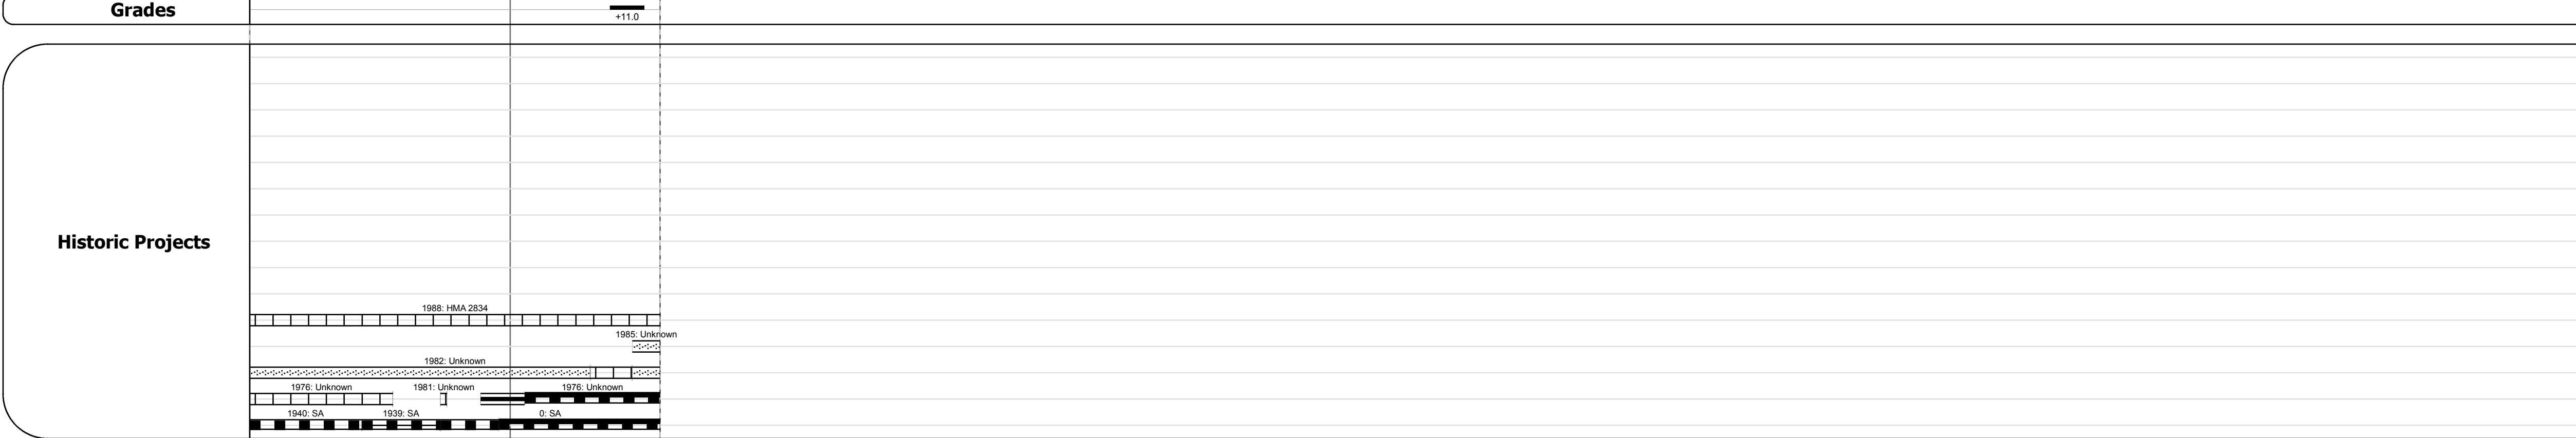 Grades
+11.0
Historic Projects
1988: HMA 2834
1985: Unknown
1982: Unknown
1976: Unknown 1981: Unknown 1976: Unknown
1940: SA 1939: SA 0: SA